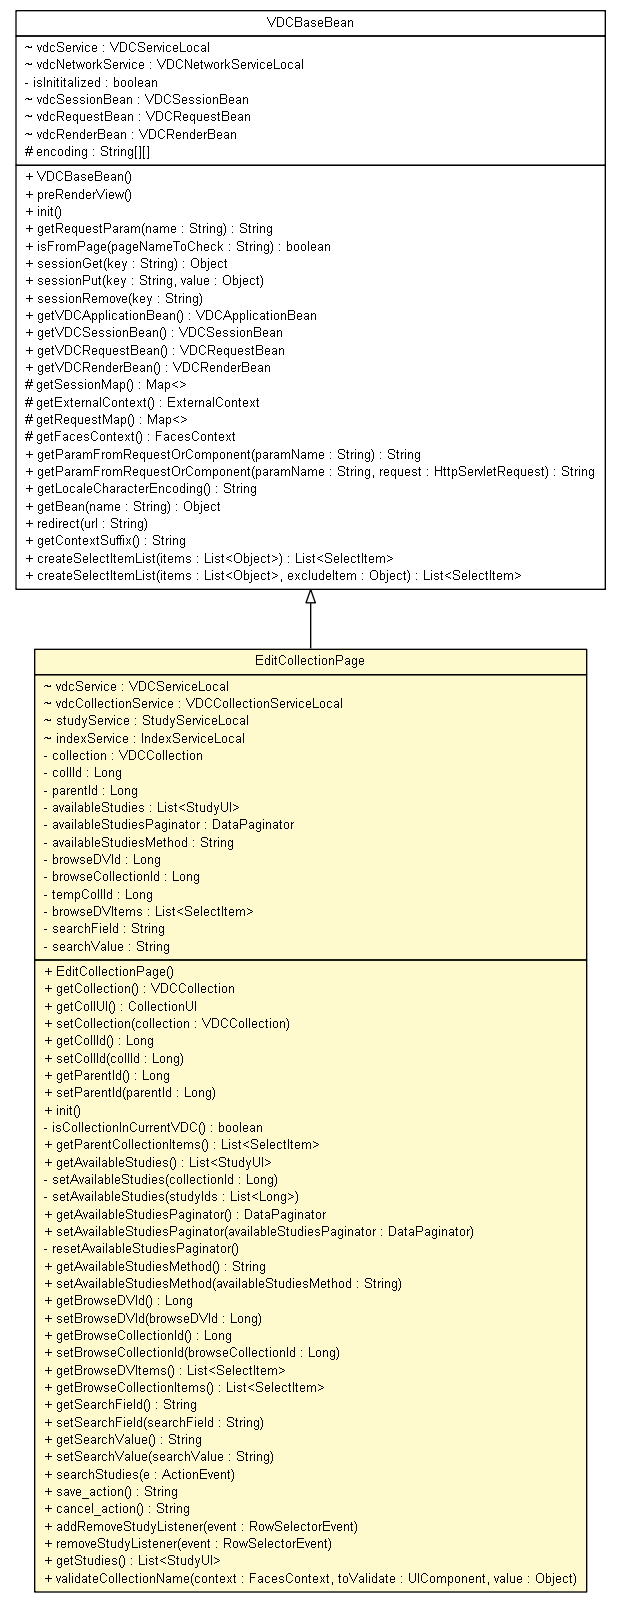 VDCBaseBean
~ vdcService : VDCServiceLocal
~ vdcNetworkService : VDCNetworkServiceLocal
- isInititalized : boolean
~ vdcSessionBean : VDCSessionBean
~ vdcRequestBean : VDCRequestBean
~ vdcRenderBean : VDCRenderBean
# encoding : String[][]
+ VDCBaseBean()
+ preRenderView()
+ init()
+ getRequestParam(name : String) : String
+ isFromPage(pageNameToCheck : String) : boolean
+ sessionGet(key : String) : Object
+ sessionPut(key : String, value : Object)
+ sessionRemove(key : String)
+ getVDCApplicationBean() : VDCApplicationBean
+ getVDCSessionBean() : VDCSessionBean
+ getVDCRequestBean() : VDCRequestBean
+ getVDCRenderBean() : VDCRenderBean
# getSessionMap() : Map<>
# getExternalContext() : ExternalContext
# getRequestMap() : Map<>
# getFacesContext() : FacesContext
+ getParamFromRequestOrComponent(paramName : String) : String
+ getParamFromRequestOrComponent(paramName : String, request : HttpServletRequest) : String
+ getLocaleCharacterEncoding() : String
+ getBean(name : String) : Object
+ redirect(url : String)
+ getContextSuffix() : String
+ createSelectItemList(items : List<Object>) : List<SelectItem>
+ createSelectItemList(items : List<Object>, excludeItem : Object) : List<SelectItem>
EditCollectionPage
~ vdcService : VDCServiceLocal
~ vdcCollectionService : VDCCollectionServiceLocal
~ studyService : StudyServiceLocal
~ indexService : IndexServiceLocal
- collection : VDCCollection
- collId : Long
- parentId : Long
- availableStudies : List<StudyUI>
- availableStudiesPaginator : DataPaginator
- availableStudiesMethod : String
- browseDVId : Long
- browseCollectionId : Long
- tempCollId : Long
- browseDVItems : List<SelectItem>
- searchField : String
- searchValue : String
+ EditCollectionPage()
+ getCollection() : VDCCollection
+ getCollUI() : CollectionUI
+ setCollection(collection : VDCCollection)
+ getCollId() : Long
+ setCollId(collId : Long)
+ getParentId() : Long
+ setParentId(parentId : Long)
+ init()
- isCollectionInCurrentVDC() : boolean
+ getParentCollectionItems() : List<SelectItem>
+ getAvailableStudies() : List<StudyUI>
- setAvailableStudies(collectionId : Long)
- setAvailableStudies(studyIds : List<Long>)
+ getAvailableStudiesPaginator() : DataPaginator
+ setAvailableStudiesPaginator(availableStudiesPaginator : DataPaginator)
- resetAvailableStudiesPaginator()
+ getAvailableStudiesMethod() : String
+ setAvailableStudiesMethod(availableStudiesMethod : String)
+ getBrowseDVId() : Long
+ setBrowseDVId(browseDVId : Long)
+ getBrowseCollectionId() : Long
+ setBrowseCollectionId(browseCollectionId : Long)
+ getBrowseDVItems() : List<SelectItem>
+ getBrowseCollectionItems() : List<SelectItem>
+ getSearchField() : String
+ setSearchField(searchField : String)
+ getSearchValue() : String
+ setSearchValue(searchValue : String)
+ searchStudies(e : ActionEvent)
+ save_action() : String
+ cancel_action() : String
+ addRemoveStudyListener(event : RowSelectorEvent)
+ removeStudyListener(event : RowSelectorEvent)
+ getStudies() : List<StudyUI>
+ validateCollectionName(context : FacesContext, toValidate : UIComponent, value : Object)